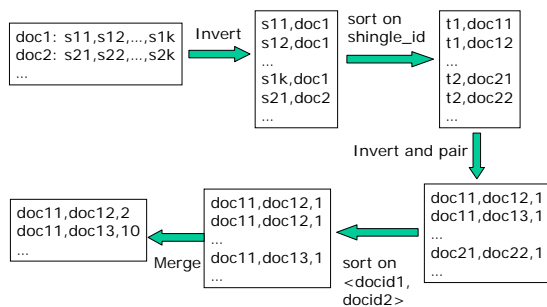 doc1: s11,s12,...,s1k
doc2: s21,s22,...,s2k
...
Invert
s11,doc1
s12,doc1
...
s1k,doc1
s21,doc2
...
sort on
shingle_id
t1,doc11
t1,doc12
...
t2,doc21
t2,doc22
...
Invert and pair
doc11,doc12,1
doc11,doc13,1
...
doc21,doc22,1
...
sort on
<docid1,
docid2>
doc11,doc12,1
doc11,doc12,1
...
doc11,doc13,1
...
Merge
doc11,doc12,2
doc11,doc13,10
...